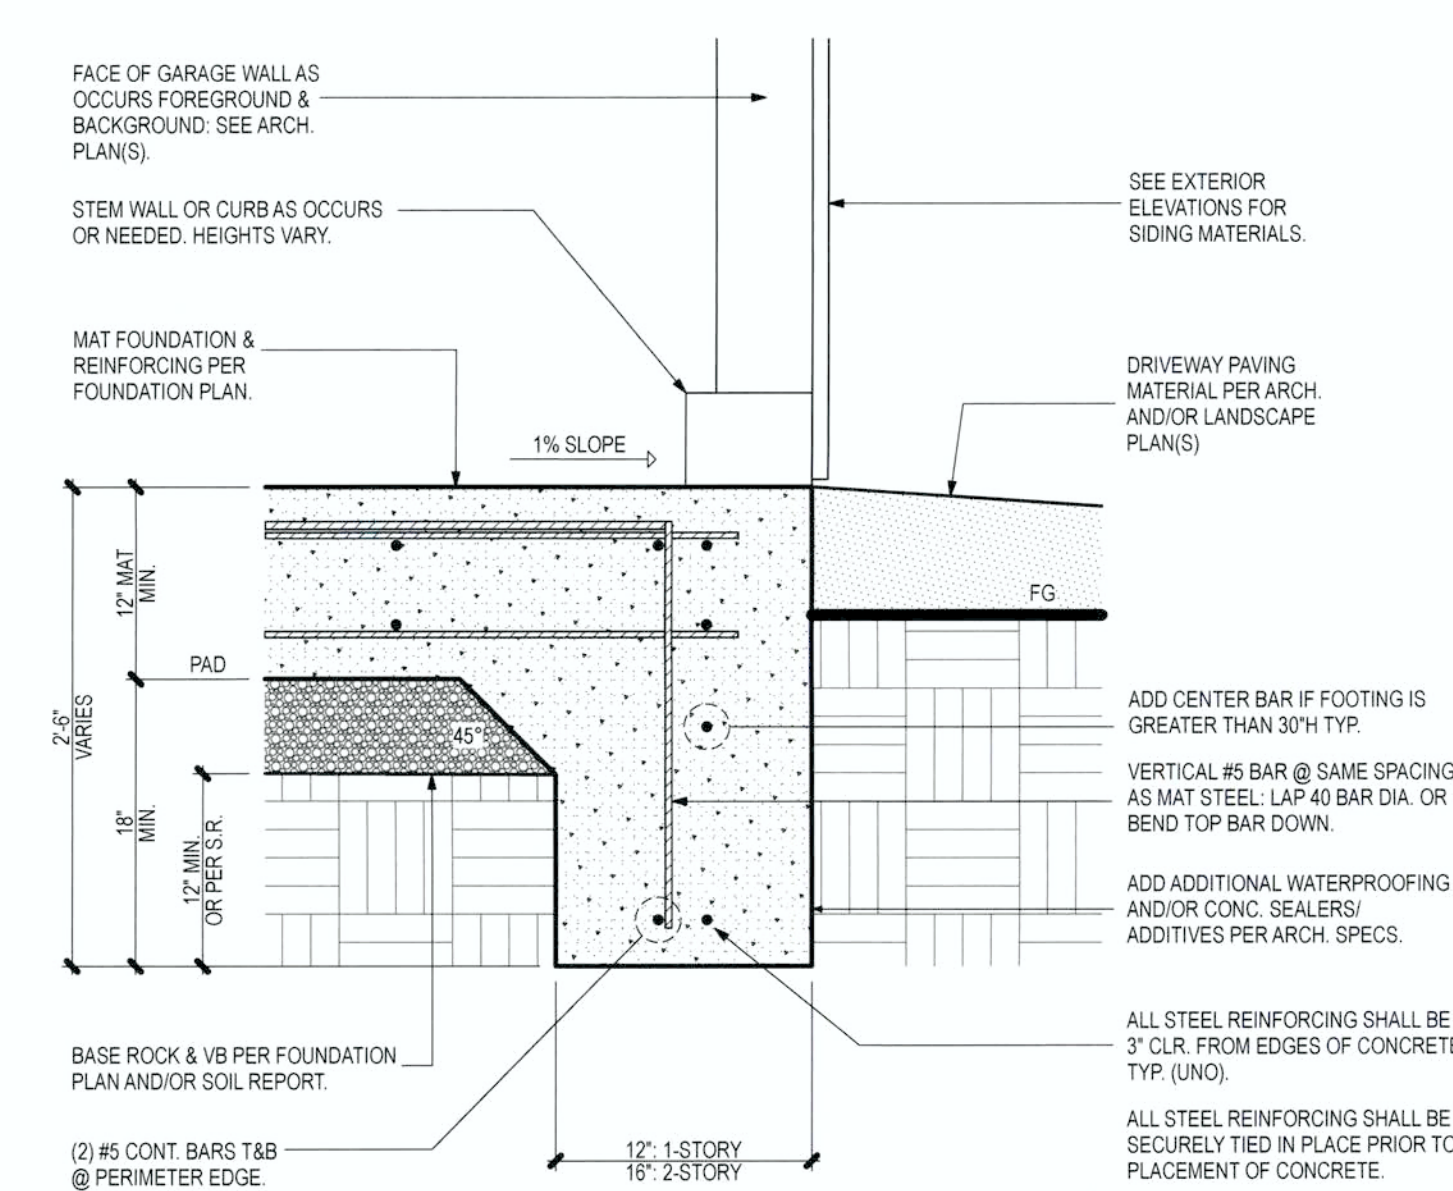 FACE OF GARAGE WALL AS
OCCURS FOREGROUND &
BACKGROUND: SEE ARCH.
PLAN(S).
STEM WALL OR CURB AS OCCURS
OR NEEDED. HEIGHTS VARY.
MAT FOUNDATION &
REINFORCING PER
FOUNDATION PLAN.
SEE EXTERIOR
ELEVATIONS FOR
SIDING MATERIALS.
DRIVEWAY PAVING
MATERIAL PER ARCH.
AND/OR LANDSCAPE
PLAN(S)
1% SLOPE
FG
12" MAT
MIN.
PAD
2'-6"
VARIES
45°
18"
MIN.
12" MIN.
OR PER S.R.
ADD CENTER BAR IF FOOTING IS
GREATER THAN 30"H TYP.
VERTICAL #5 BAR @ SAME SPACING
AS MAT STEEL: LAP 40 BAR DIA. OR
BEND TOP BAR DOWN.
ADD ADDITIONAL WATERPROOFING
AND/OR CONC. SEALERS/
ADDITIVES PER ARCH. SPECS.
ALL STEEL REINFORCING SHALL BE
3" CLR. FROM EDGES OF CONCRETE
TYP. (UNO).
ALL STEEL REINFORCING SHALL BE
SECURELY TIED IN PLACE PRIOR TO
PLACEMENT OF CONCRETE.
BASE ROCK & VB PER FOUNDATION
PLAN AND/OR SOIL REPORT.
(2) #5 CONT. BARS T&B
@ PERIMETER EDGE.
12": 1-STORY
16": 2-STORY